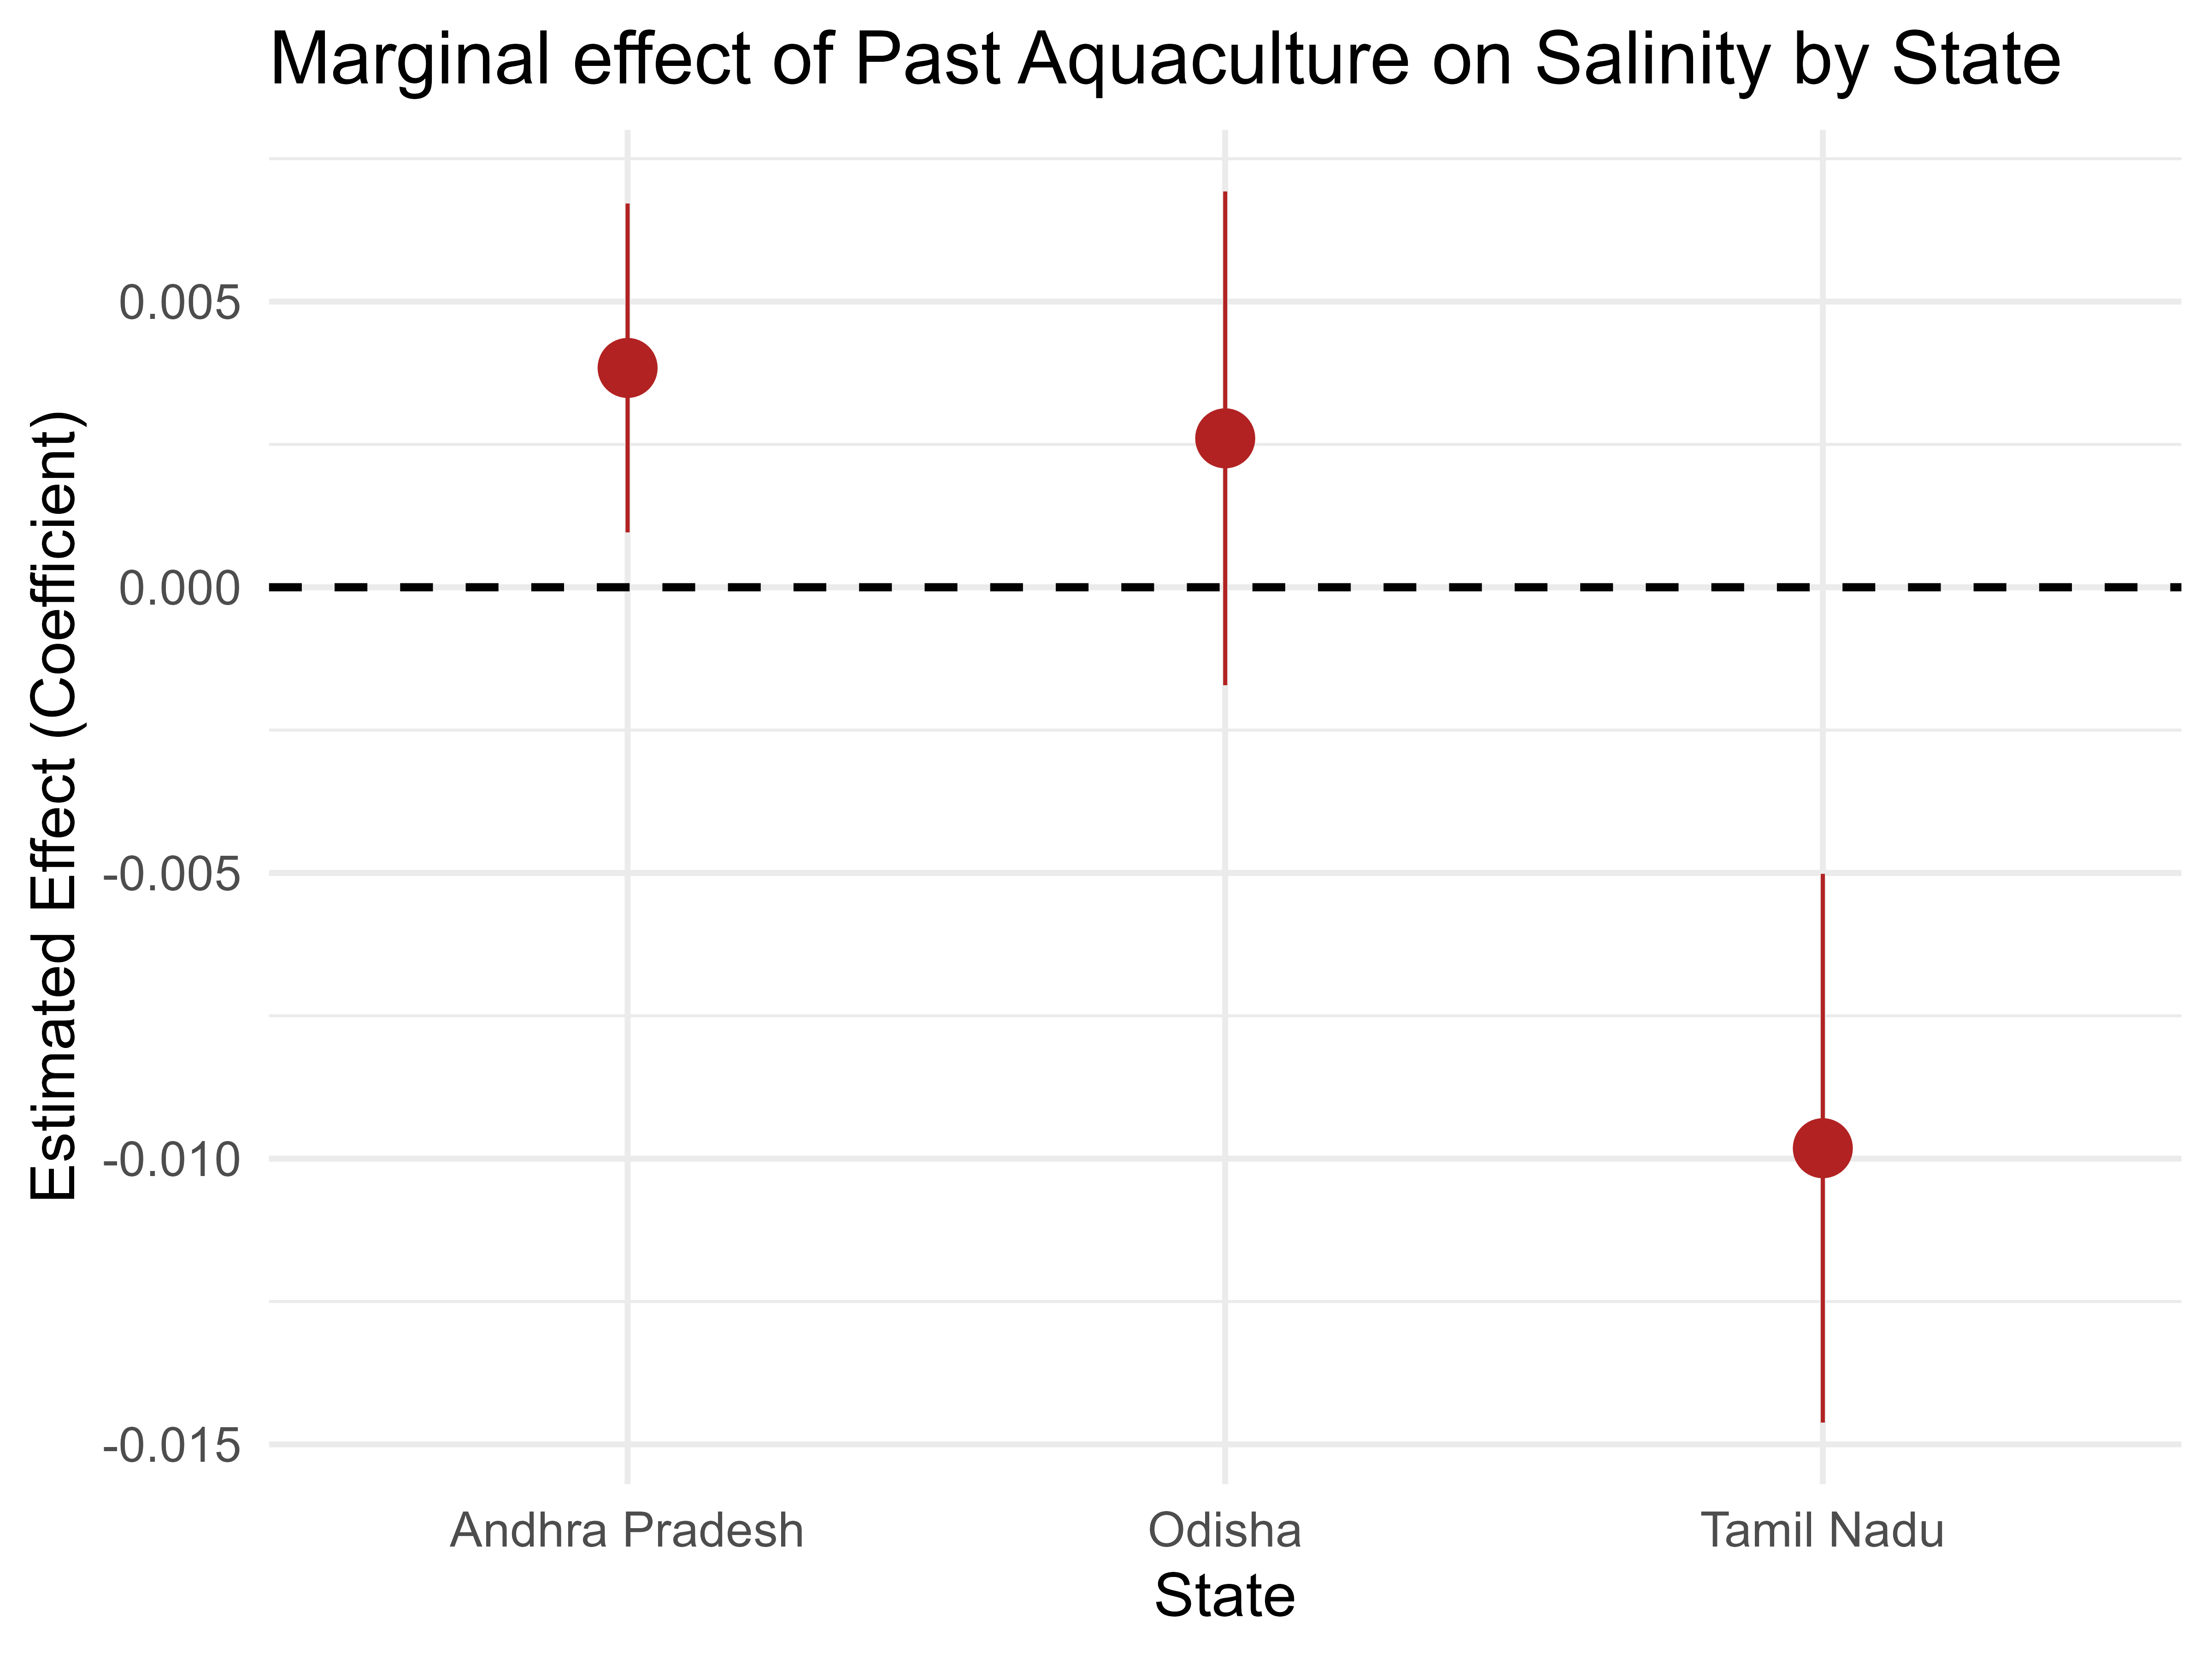 Marginal effect of Past Aquaculture on Salinity by State
Estimated Effect (Coefficient)
0.005
0.000
-0.005
-0.010
-0.015
Andhra Pradesh
Odisha
Tamil Nadu
State